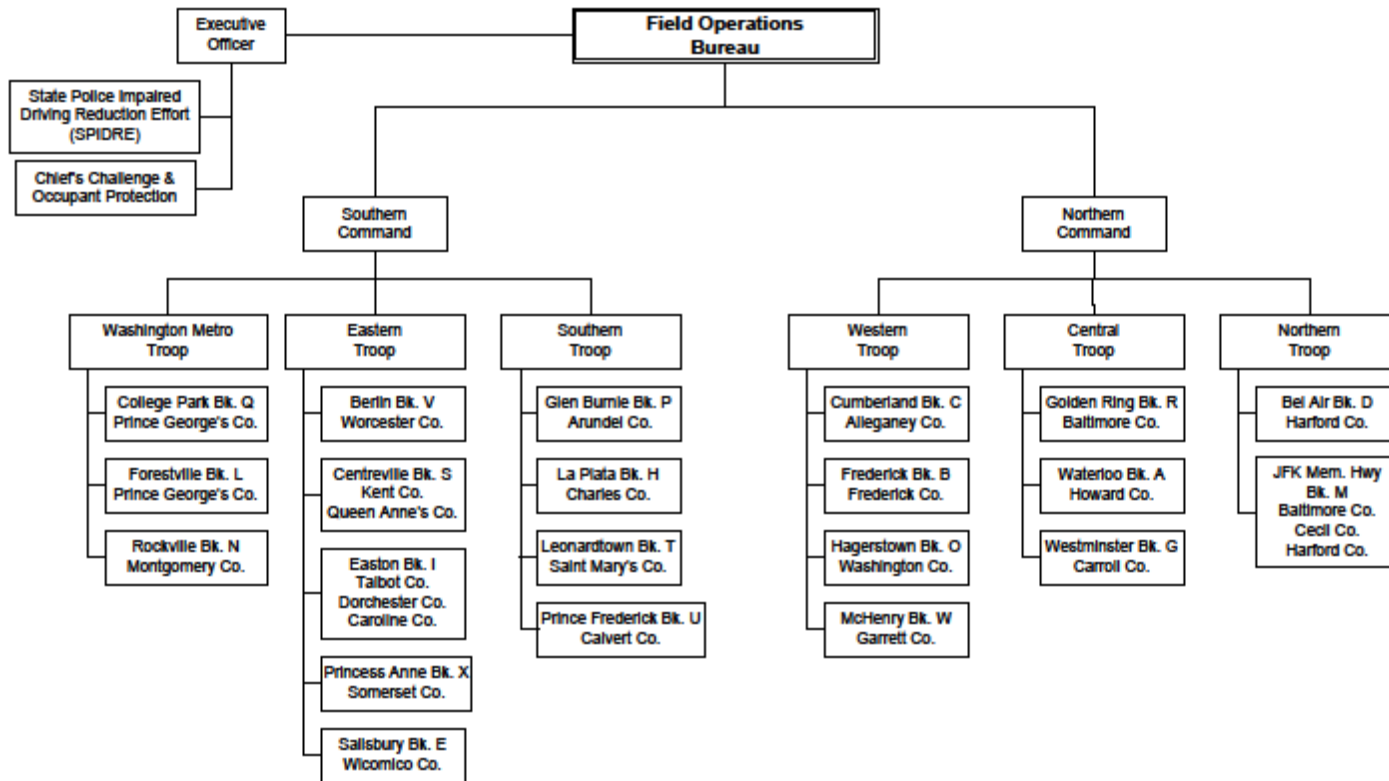 Executive
Officer
Field Operations
Bureau
State Police Impaired
Driving Reduction Effort
(SPIDRE)
Chief's Challenge &
Occupant Protection
Southern
Command
Northern
Command
Washington Metro
Troop
Eastern
Troop
Southern
Troop
Western
Troop
Central
Troop
Northern
Troop
College Park Bk. Q
Prince George's Co.
Forestville Bk. L
Prince George's Co.
Rockville Bk. N
Montgomery Co.
Berlin Bk. V
Worcester Co.
Centreville Bk. S
Kent Co.
Queen Anne's Co.
Easton Bk. I
Talbot Co.
Dorchester Co.
Caroline Co.
Princess Anne Bk. X
Somerset Co.
Salisbury Bk. E
Wicomico Co.
Glen Burnie Bk. P
Arundel Co.
La Plata Bk. H
Charles Co.
Leonardtown Bk. T
Saint Mary's Co.
Prince Frederick Bk. U
Calvert Co.
Cumberland Bk. C
Alleganey Co.
Frederick Bk. B
Frederick Co.
Hagerstown Bk. O
Washington Co.
McHenry Bk. W
Garrett Co.
Golden Ring Bk. R
Baltimore Co.
Waterloo Bk. A
Howard Co.
Westminster Bk. G
Carroll Co.
Bel Air Bk. D
Harford Co.
JFK Mem. Hwy
Bk. M
Baltimore Co.
Cecil Co.
Harford Co.